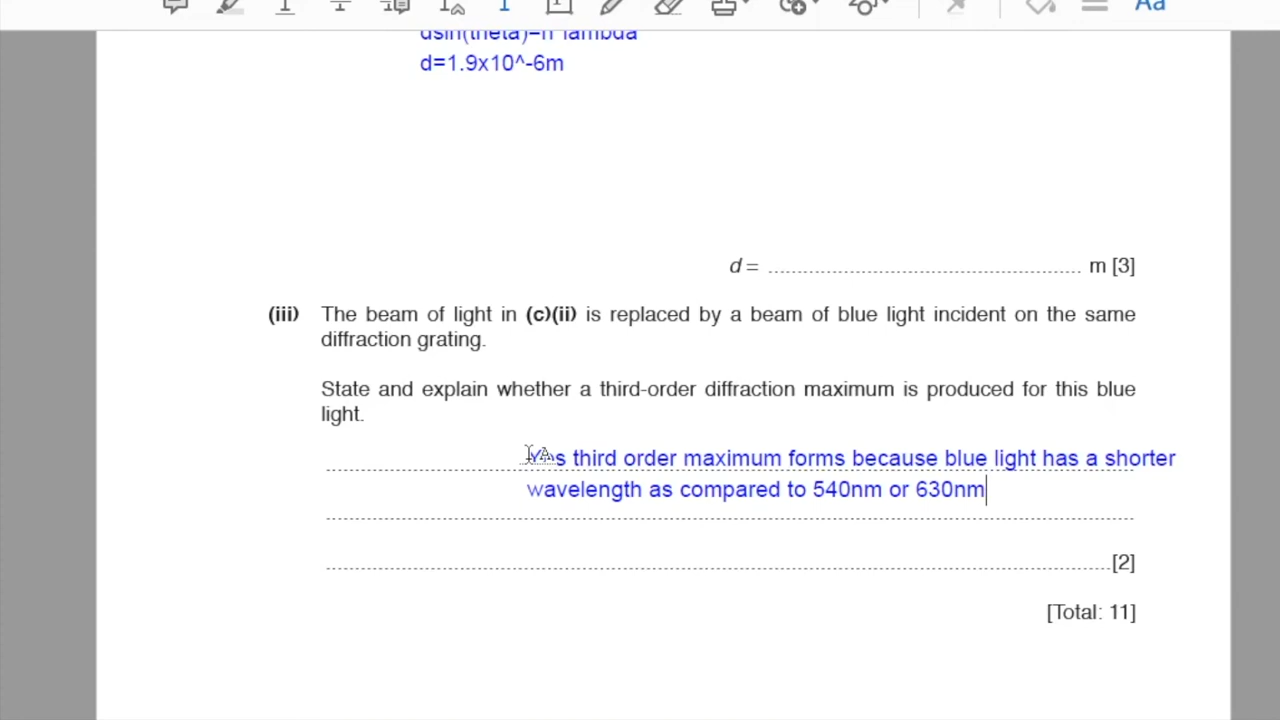 Aa
dsin(theta)=n lambda
d=1.9x10^-6m
d = ............................................................ m [3]
(iii) The beam of light in (c)(ii) is replaced by a beam of blue light incident on the same
diffraction grating.
State and explain whether a third-order diffraction maximum is produced for this blue
light.
Yes third order maximum forms because blue light has a shorter
wavelength as compared to 540nm or 630nm
[2]
[Total: 11]